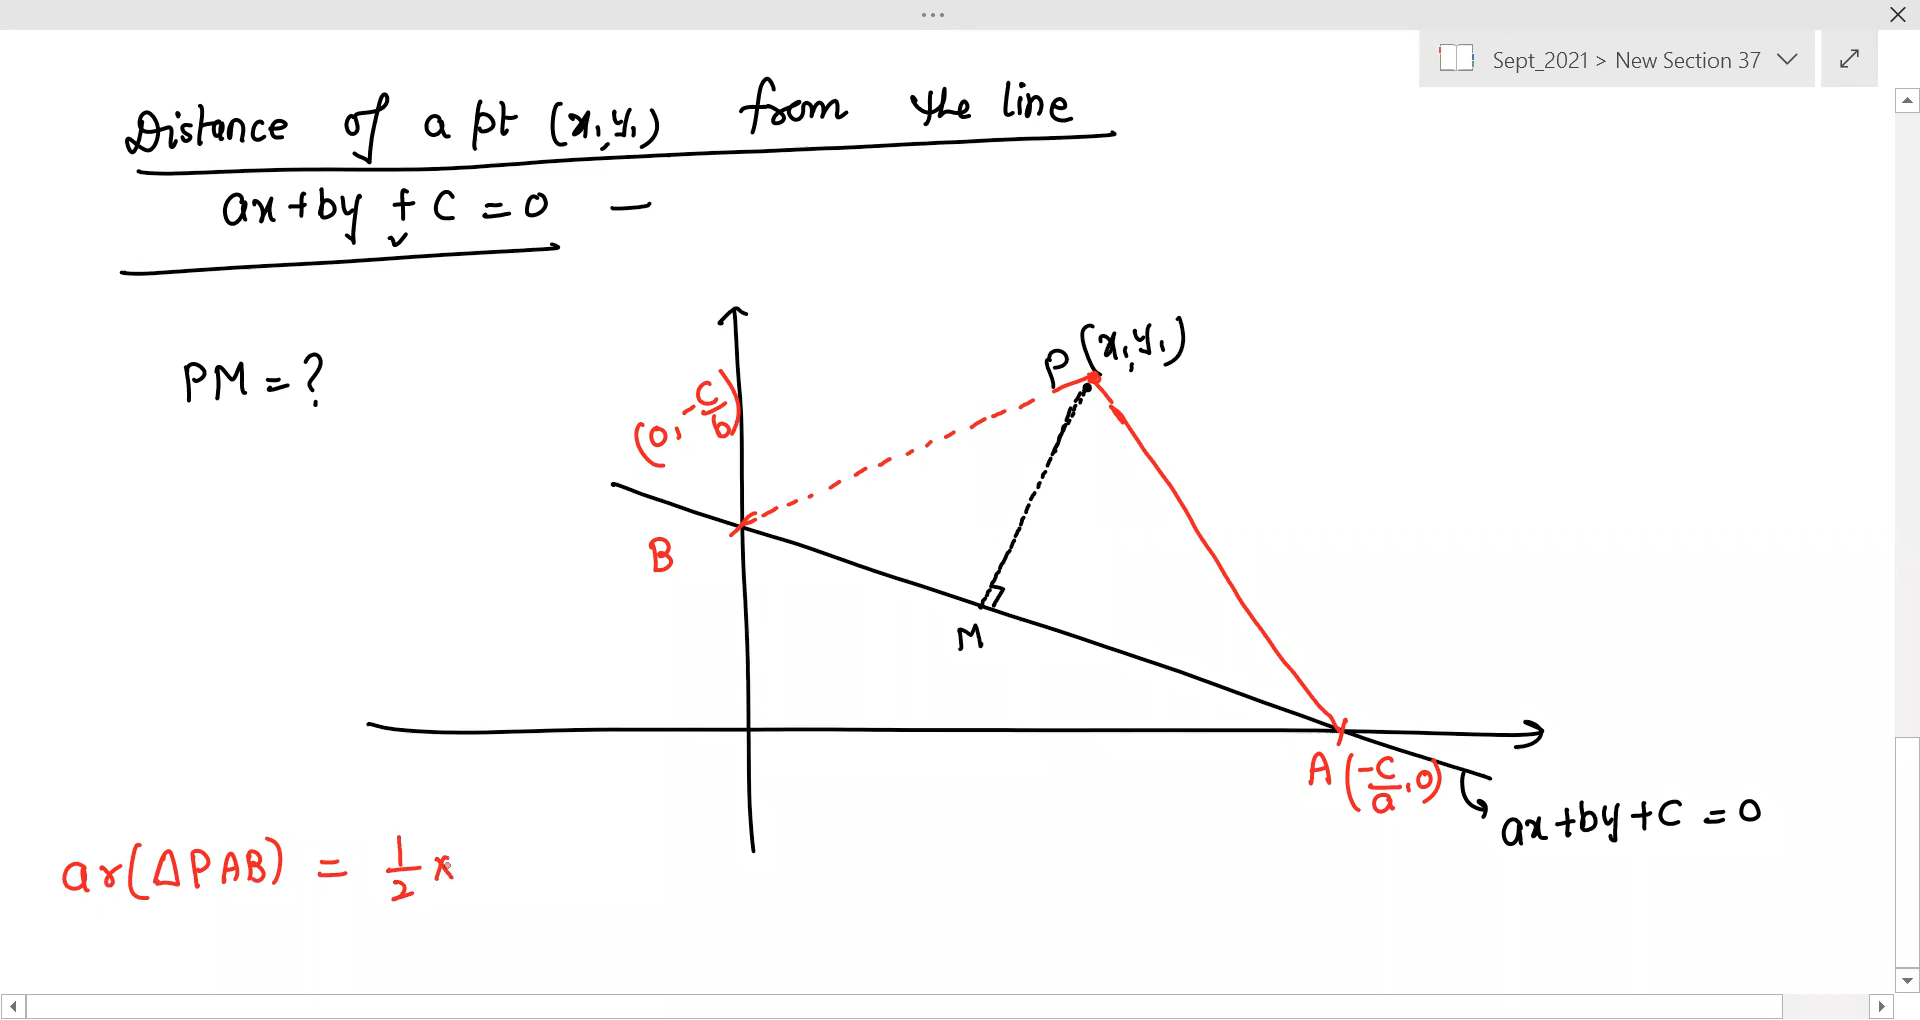 Sept_2021 > New Section 37
Distance of a pt (x₁, y₁) from the line
ax+by + c = 0 —
PM = ?
P(x₁, y₁)
(0, -c/b)
B
M
A(-c/a, 0)
ax+by+c = 0
ar(ΔPAB) = 1/2 x